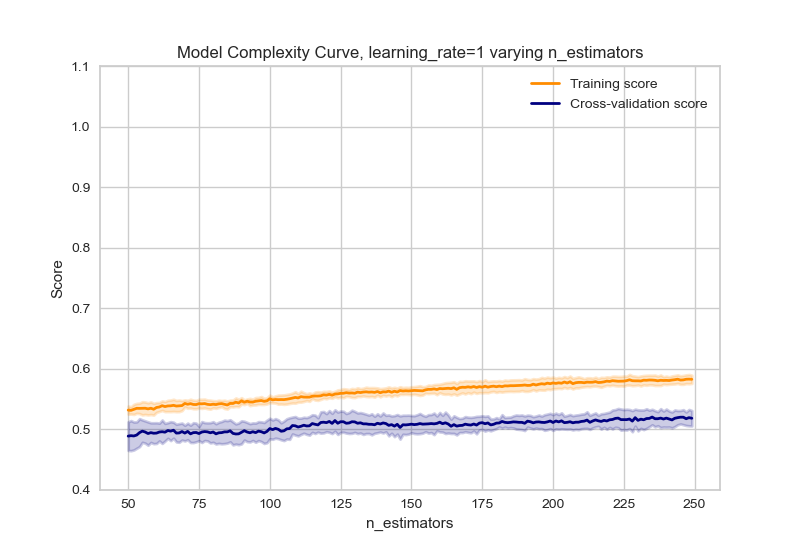 Model Complexity Curve, learning_rate=1 varying n_estimators
Training score
Cross-validation score
1.1
1.0
0.9
0.8
0.7
0.6
0.5
0.4
Score
50 75 100 125 150 175 200 225 250
n_estimators